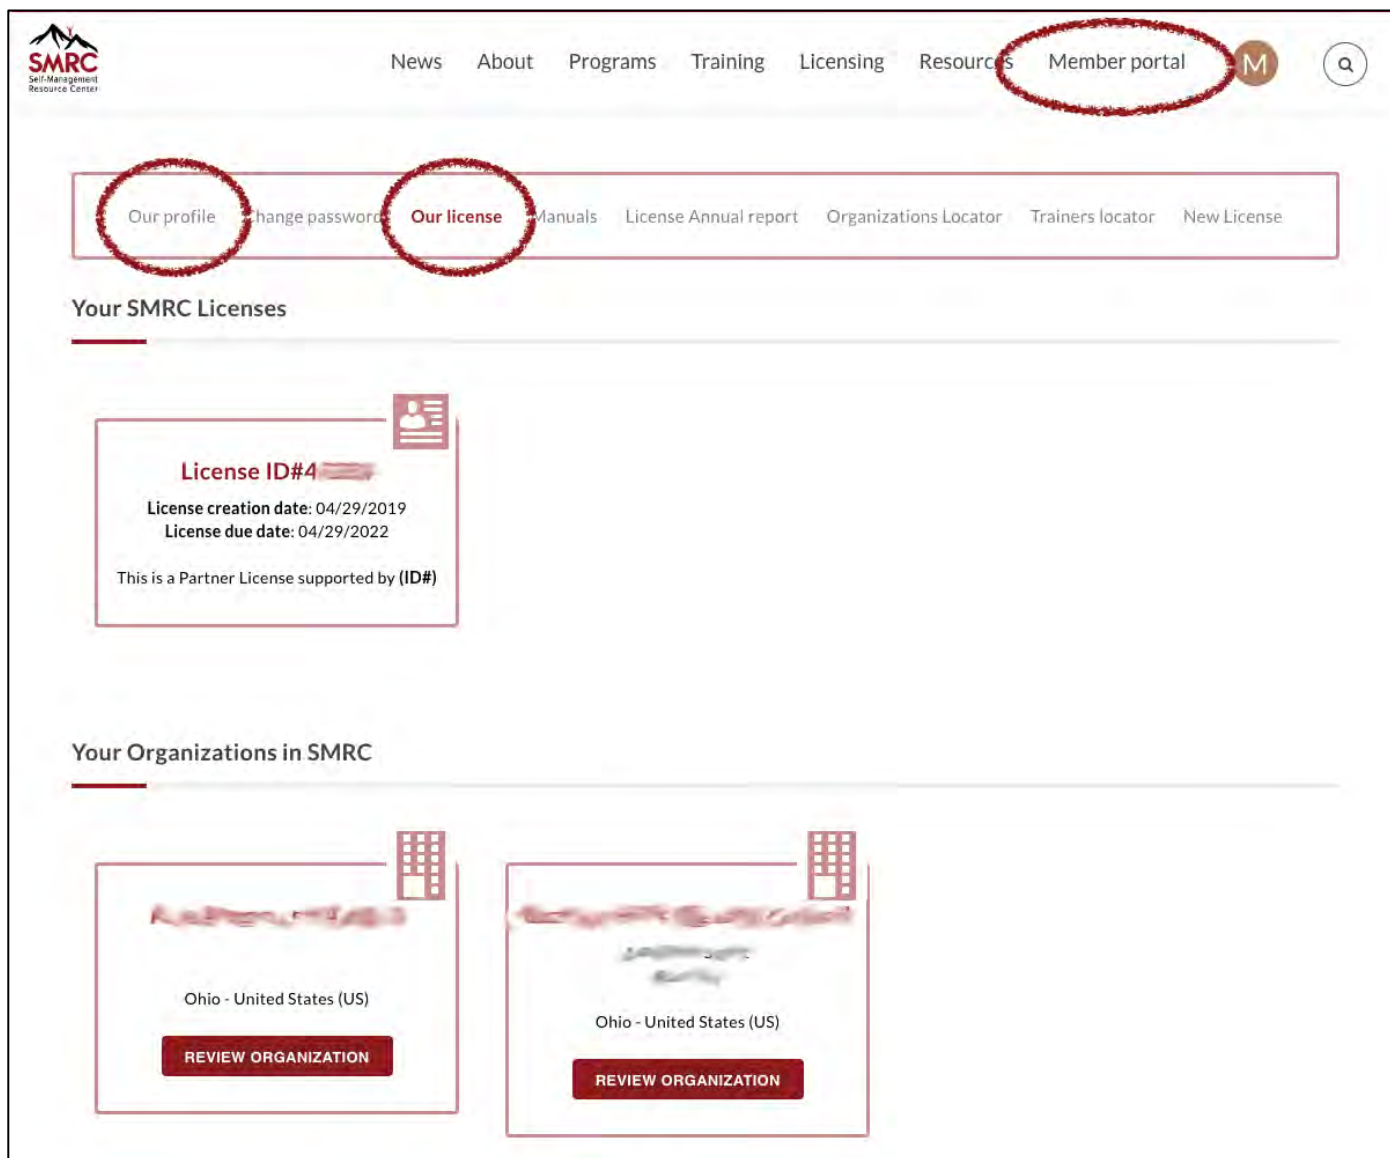 SMRC
Self-Management
Resource Center
News About Programs Training Licensing Resources Member portal M
Our profile Change password Our license Manuals License Annual report Organizations Locator Trainers locator New License
Your SMRC Licenses
License ID#4
License creation date: 04/29/2019
License due date: 04/29/2022
This is a Partner License supported by (ID#)
Your Organizations in SMRC
Ohio - United States (US)
REVIEW ORGANIZATION
Ohio - United States (US)
REVIEW ORGANIZATION